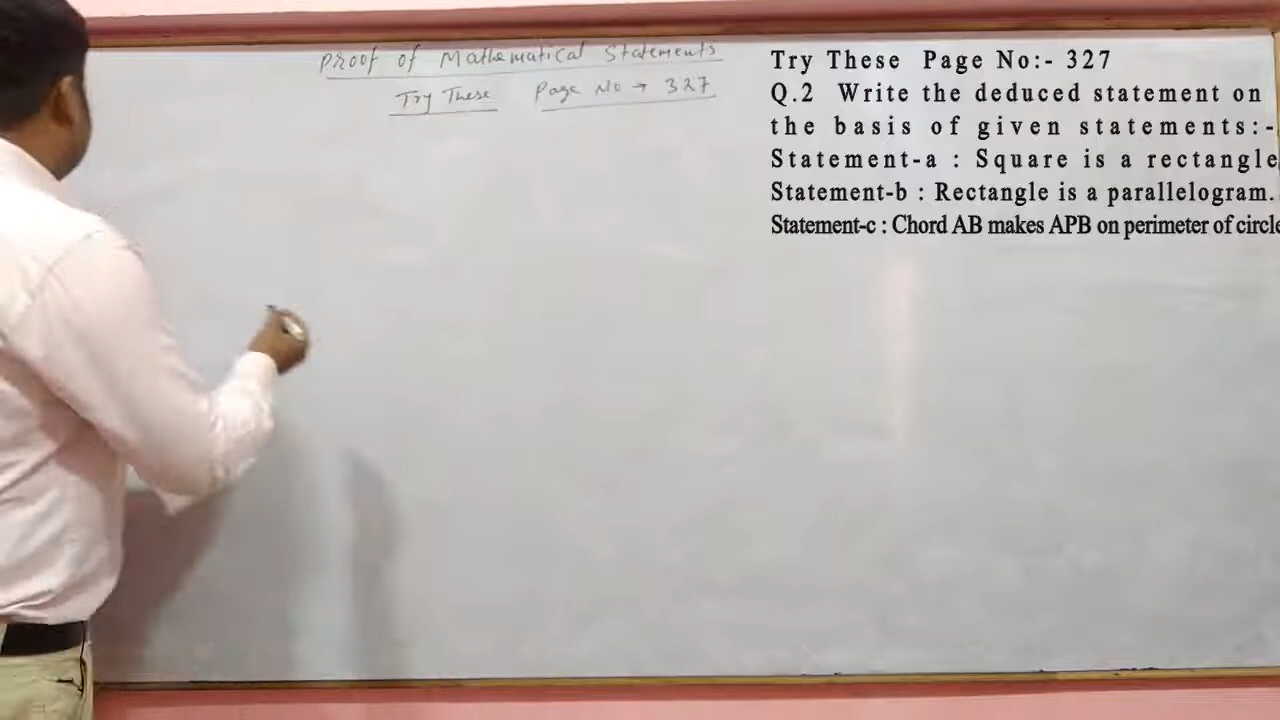 Proof of Mathematical Statements
Try These Page No → 327
Try These Page No:- 327
Q.2 Write the deduced statement on
the basis of given statements:-
Statement-a : Square is a rectangle
Statement-b : Rectangle is a parallelogram.
Statement-c : Chord AB makes APB on perimeter of circle